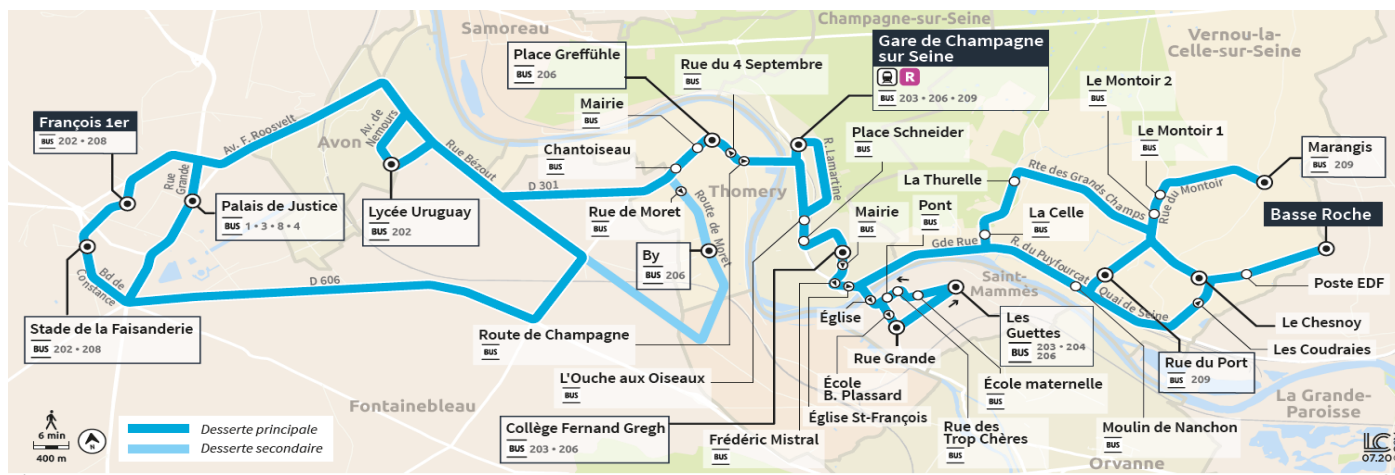 Samoreau
Champagne-sur-Seine
Vernou-la-
Celle-sur-Seine
Place Greffühle
BUS 206
Rue du 4 Septembre
BUS
Gare de Champagne
sur Seine
R
BUS 203 • 206 • 209
Le Montoir 2
BUS
Mairie
BUS
François 1er
BUS 202 • 208
Av. F. Roosvelt
Av. de
Nemours
Avon
Rue Bézout
Chantoiseau
BUS
Place Schneider
BUS
Le Montoir 1
BUS
Marangis
BUS 209
Rue
Grande
D 301
Thomery
R. Lamartine
La Thurelle
Rte des Grands Champs
Rue du Montoir
Palais de Justice
BUS 1 • 3 • 8 • 4
Lycée Uruguay
BUS 202
Rue de Moret
BUS
Route de Moret
Mairie
BUS
Pont
BUS
La Celle
BUS
Basse Roche
By
BUS 206
Gde Rue
R. du Puyfourcat
Quai de Seine
Bd de
Constance
D 606
Saint-
Mammès
Poste EDF
Stade de la Faisanderie
BUS 202 • 208
Route de Champagne
BUS
Église
Les
Guettes
BUS 203 • 204
206
Le Chesnoy
Rue Grande
Les Coudraies
Rue du Port
BUS 209
L'Ouche aux Oiseaux
BUS
École
B. Plassard
École maternelle
BUS
Fontainebleau
La Grande-
Paroisse
Église St-François
Collège Fernand Gregh
BUS 203 • 206
Frédéric Mistral
BUS
Rue des
Trop Chères
BUS
Moulin de Nanchon
BUS
Orvanne
6 min
400 m
N
Desserte principale
Desserte secondaire
LC
07.20